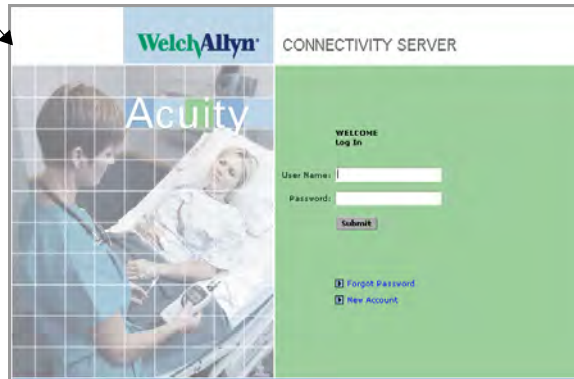 WelchAllyn® CONNECTIVITY SERVER
Acuity
WELCOME
Log In
User Name:
Password:
Submit
Forgot Password
New Account